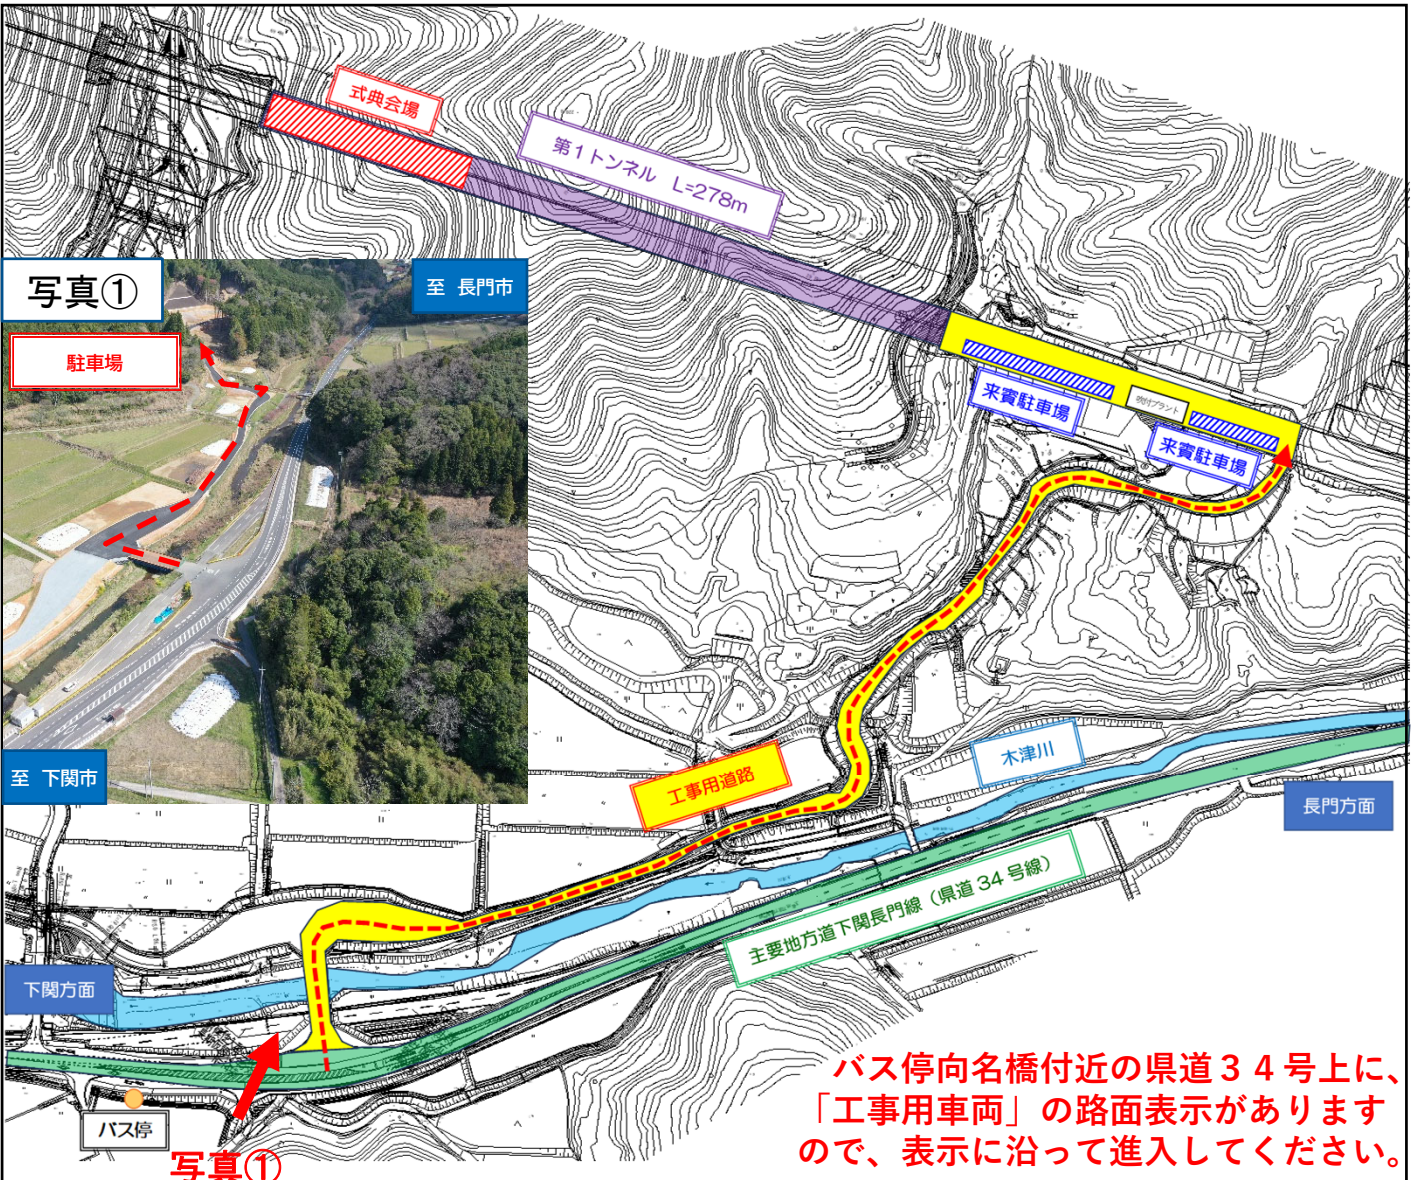 式典会場
第1トンネル L=278m
写真①
至 長門市
駐車場
来賓駐車場
吹付プラント
来賓駐車場
至 下関市
工事用道路
木津川
長門方面
主要地方道下関長門線（県道34号線）
下関方面
バス停向名橋付近の県道３４号上に、
「工事用車両」の路面表示があります
ので、表示に沿って進入してください。
バス停
写真①